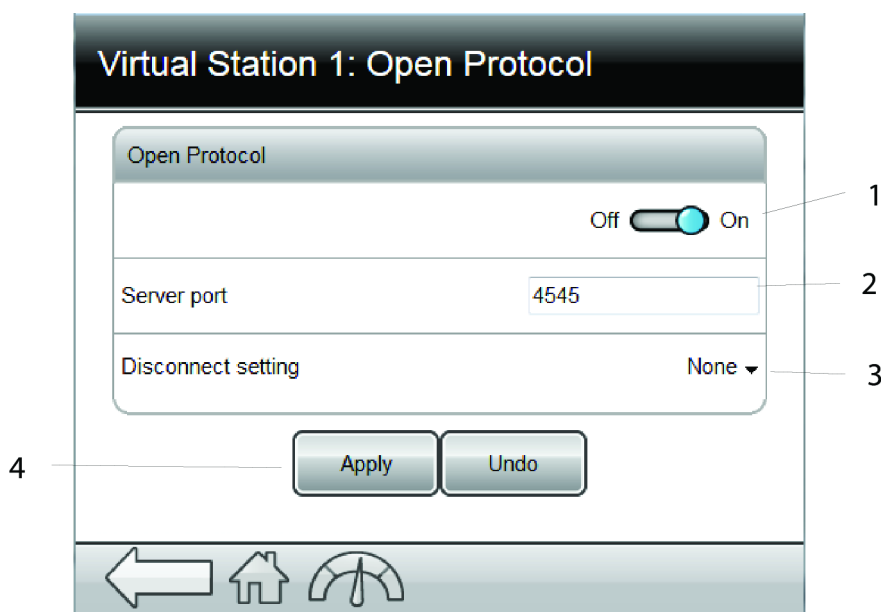 Virtual Station 1: Open Protocol
Open Protocol
Off On
1
Server port 4545
2
Disconnect setting None
3
4
Apply Undo